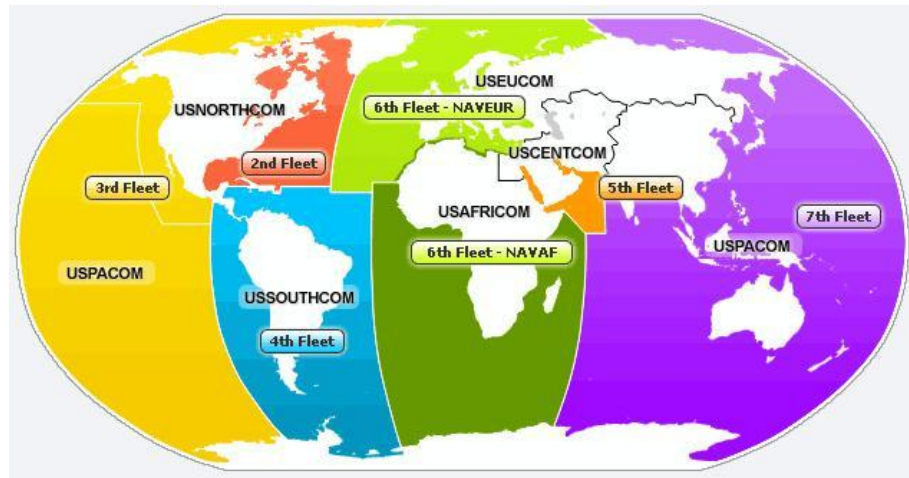 USEUCOM
USNORTHCOM
6th Fleet - NAVEUR
2nd Fleet
USCENTCOM
3rd Fleet
5th Fleet
USAFRICOM
7th Fleet
6th Fleet - NAVAF
USPACOM
USPACOM
USSOUTHCOM
4th Fleet